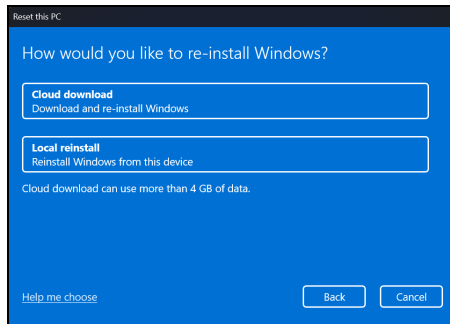 Reset this PC
How would you like to re-install Windows?
Cloud download
Download and re-install Windows
Local reinstall
Reinstall Windows from this device
Cloud download can use more than 4 GB of data.
Help me choose
Back
Cancel